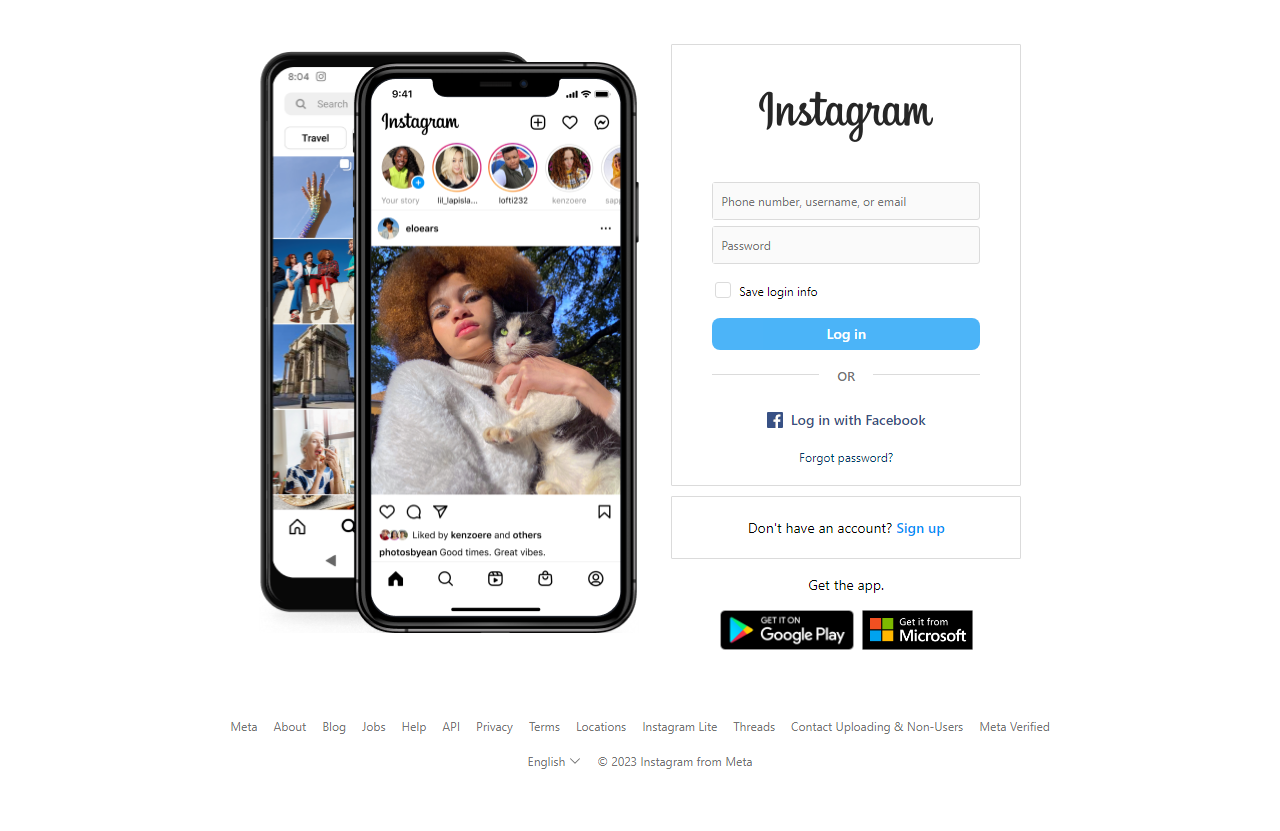 8:04
Search
Travel
9:41
Instagram
Your story
lil_lapisla...
lofti232
kenzoere
sapp
eloears
Liked by kenzoere and others
photosbyean Good times. Great vibes.
Instagram
Phone number, username, or email
Password
Save login info
Log in
OR
Log in with Facebook
Forgot password?
Don't have an account? Sign up
Get the app.
GET IT ON
Google Play
Get it from
Microsoft
Meta About Blog Jobs Help API Privacy Terms Locations Instagram Lite Threads Contact Uploading & Non-Users Meta Verified
English © 2023 Instagram from Meta